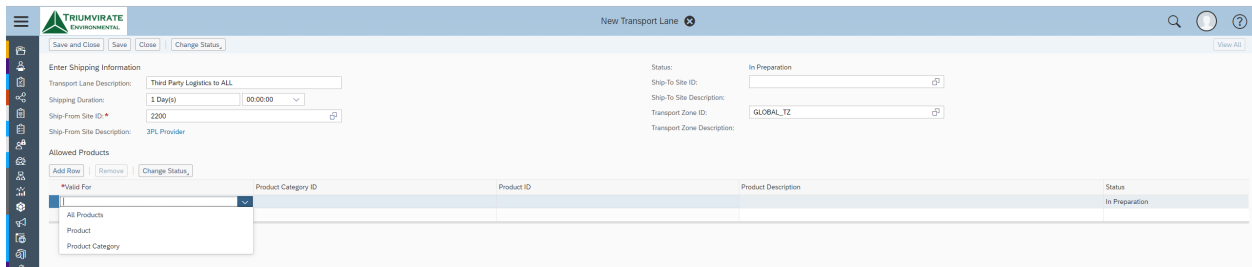 TRIUMVIRATE
ENVIRONMENTAL
New Transport Lane
Save and Close Save Close Change Status
View All
Enter Shipping Information
Transport Lane Description: Third Party Logistics to ALL
Shipping Duration: 1 Day(s) 00:00:00
Ship-From Site ID: * 2200
Ship-From Site Description: 3PL Provider
Status: In Preparation
Ship-To Site ID:
Ship-To Site Description:
Transport Zone ID: GLOBAL_TZ
Transport Zone Description:
Allowed Products
Add Row Remove Change Status
*Valid For Product Category ID Product ID Product Description Status
In Preparation
All Products
Product
Product Category